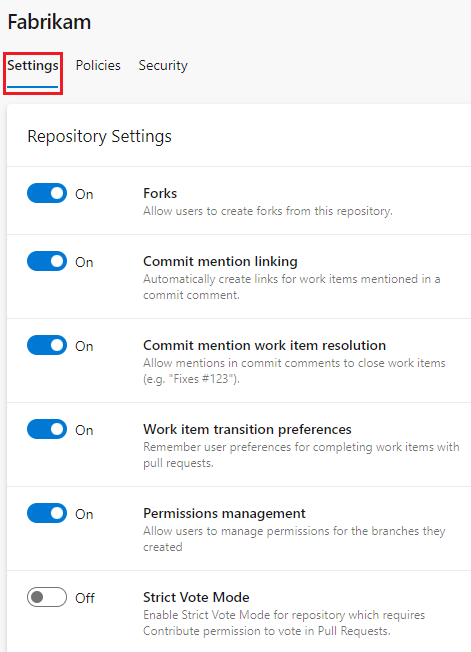 Fabrikam
Settings Policies Security
Repository Settings
On Forks
Allow users to create forks from this repository.
On Commit mention linking
Automatically create links for work items mentioned in a
commit comment.
On Commit mention work item resolution
Allow mentions in commit comments to close work items
(e.g. "Fixes #123").
On Work item transition preferences
Remember user preferences for completing work items with
pull requests.
On Permissions management
Allow users to manage permissions for the branches they
created
Off Strict Vote Mode
Enable Strict Vote Mode for repository which requires
Contribute permission to vote in Pull Requests.